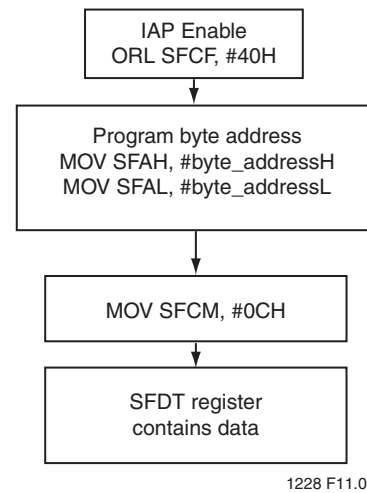 IAP Enable
ORL SFCF, #40H
Program byte address
MOV SFAH, #byte_addressH
MOV SFAL, #byte_addressL
MOV SFCM, #0CH
SFDT register
contains data
1228 F11.0